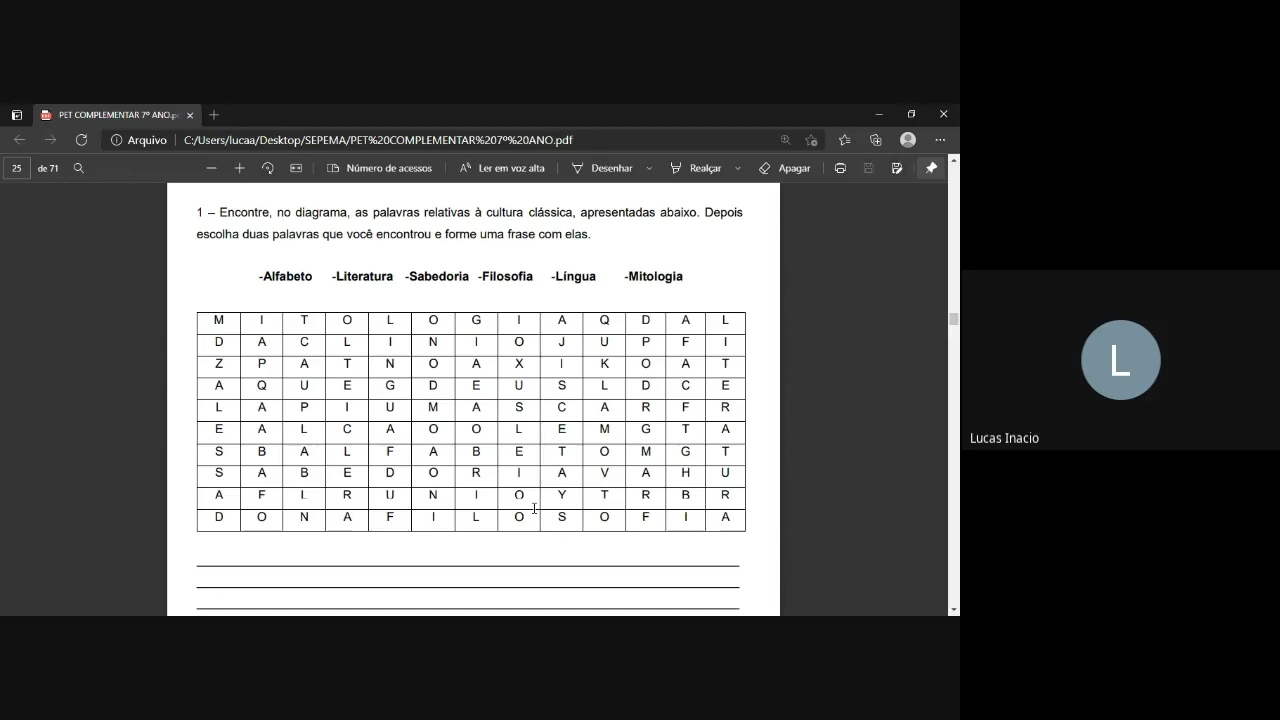 PET COMPLEMENTAR 7º ANO.p
Arquivo C:/Users/lucaa/Desktop/SEPEMA/PET%20COMPLEMENTAR%207º%20ANO.pdf
25 de 71 Número de acessos Ler em voz alta Desenhar Realçar Apagar
1 – Encontre, no diagrama, as palavras relativas à cultura clássica, apresentadas abaixo. Depois
escolha duas palavras que você encontrou e forme uma frase com elas.
-Alfabeto -Literatura -Sabedoria -Filosofia -Língua -Mitologia
M I T O L O G I A Q D A L
D A C L I N I O J U P F I
Z P A T N O A X I K O A T
A Q U E G D E U S L D C E
L A P I U M A S C A R F R
E A L C A O O L E M G T A
S B A L F A B E T O M G T
S A B E D O R I A V A H U
A F L R U N I O Y T R B R
D O N A F I L O S O F I A
L
Lucas Inacio